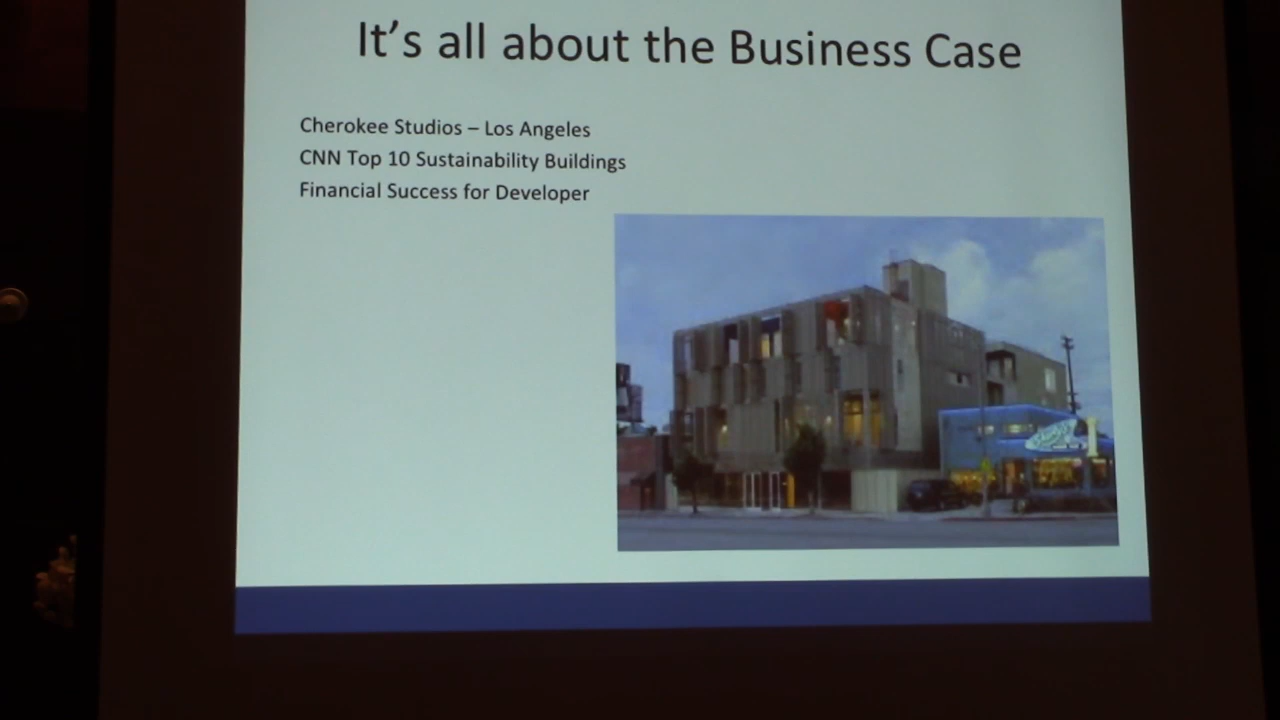 It's all about the Business Case
Cherokee Studios – Los Angeles
CNN Top 10 Sustainability Buildings
Financial Success for Developer